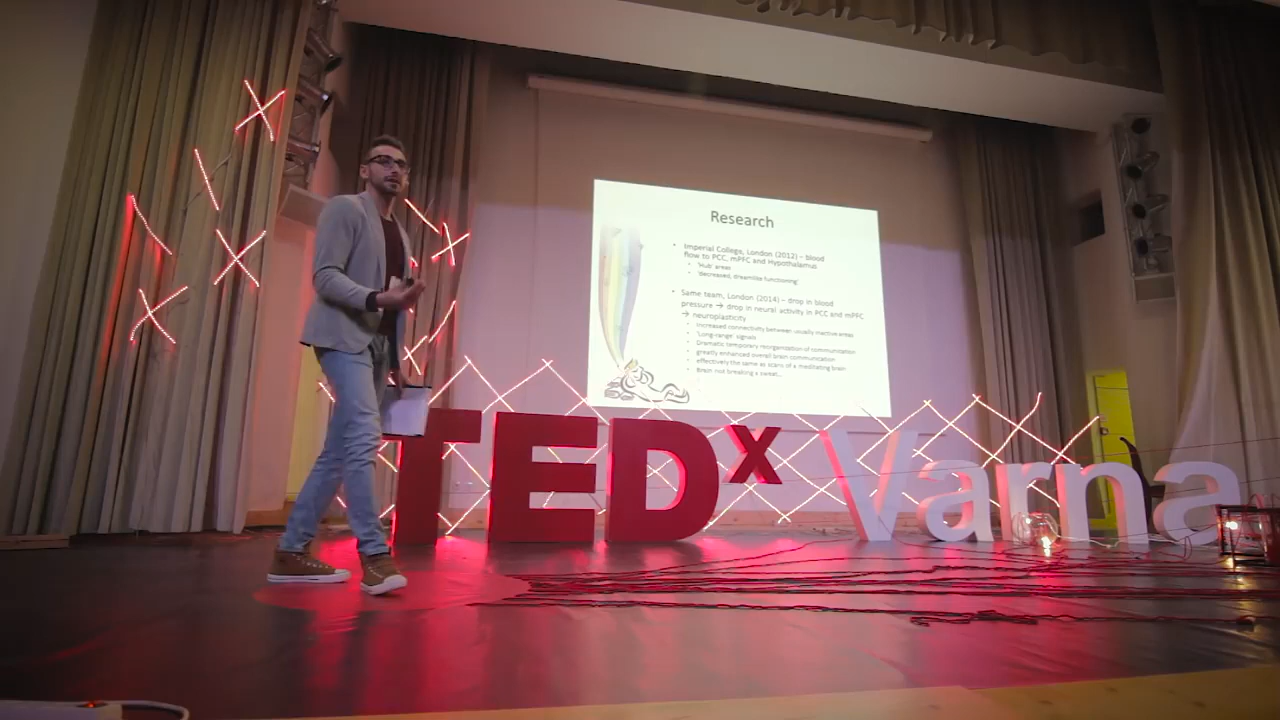 Research
• Imperial College, London (2012) – blood
flow to PCC, mPFC and Hypothalamus
• 'Hub' areas
• 'decreased, dreamlike functioning'
• Same team, London (2014) – drop in blood
pressure → drop in neural activity in PCC and mPFC
→ neuroplasticity
• Increased connectivity between usually inactive areas
• 'Long-range' signals
• Dramatic temporary reorganization of communication
• greatly enhanced overall brain communication
• effectively the same as scans of a meditating brain
• Brain not breaking a sweat...
TEDx Varna